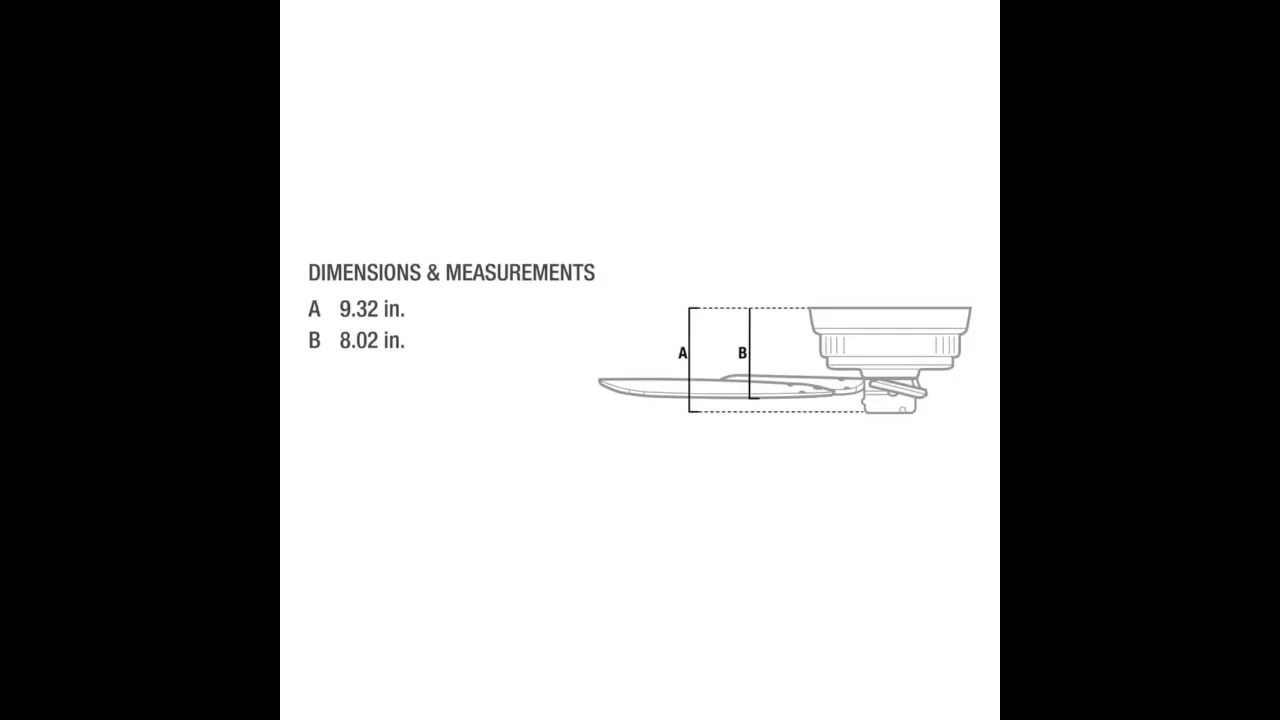 DIMENSIONS & MEASUREMENTS
A 9.32 in.
B 8.02 in.
A
B